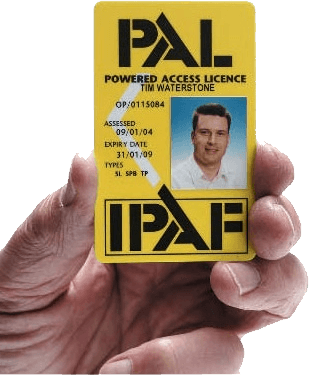 PAL
POWERED ACCESS LICENCE
TIM WATERSTONE
OP/0115084
ASSESSED
09/01/04
EXPIRY DATE
31/01/09
TYPES
SL SPB TP
IPAF